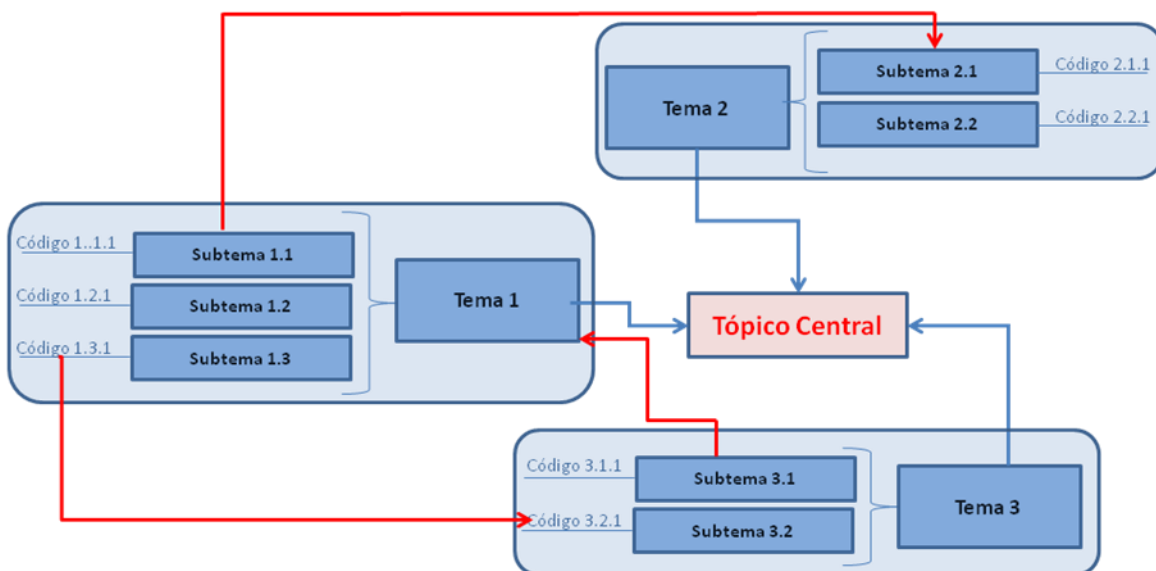 Subtema 2.1
Código 2.1.1
Tema 2
Subtema 2.2
Código 2.2.1
Código 1..1.1
Subtema 1.1
Código 1.2.1
Subtema 1.2
Tema 1
Código 1.3.1
Subtema 1.3
Tópico Central
Código 3.1.1
Subtema 3.1
Código 3.2.1
Subtema 3.2
Tema 3